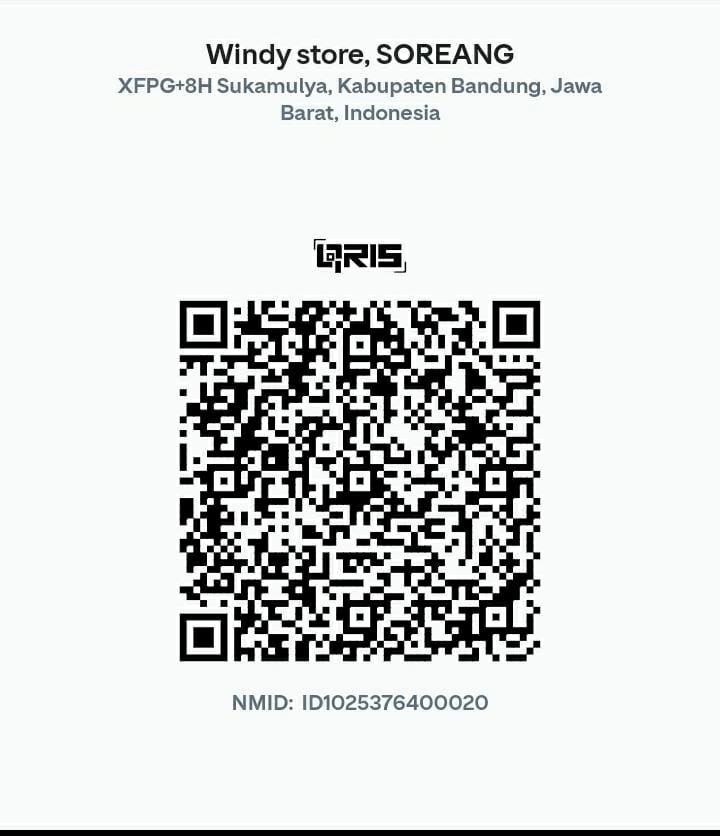 Windy store, SOREANG
XFPG+8H Sukamulya, Kabupaten Bandung, Jawa
Barat, Indonesia
QRIS
NMID: ID1025376400020